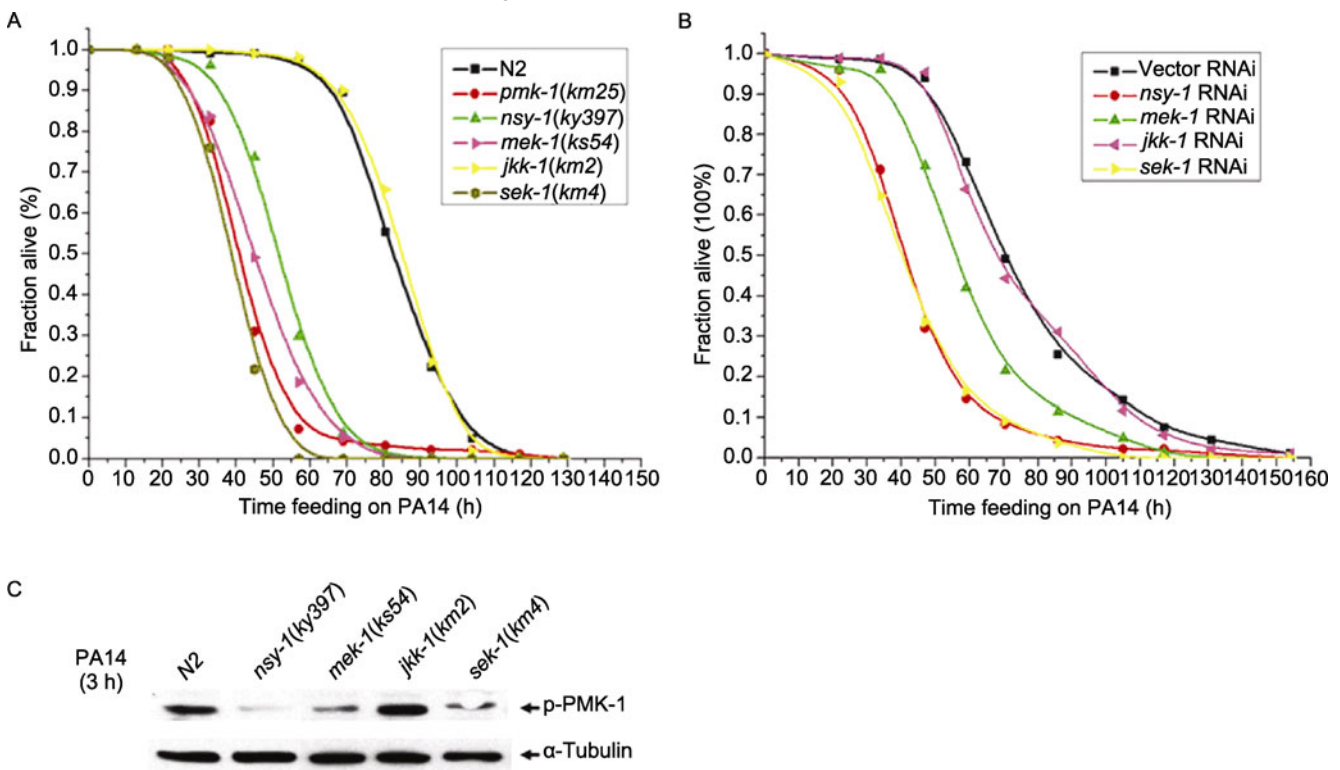 A
Fraction alive (%)
1.0
0.9
0.8
0.7
0.6
0.5
0.4
0.3
0.2
0.1
0.0
0 10 20 30 40 50 60 70 80 90 100 110 120 130 140 150
Time feeding on PA14 (h)
N2
pmk-1(km25)
nsy-1(ky397)
mek-1(ks54)
jkk-1(km2)
sek-1(km4)
B
Fraction alive (100%)
1.0
0.9
0.8
0.7
0.6
0.5
0.4
0.3
0.2
0.1
0.0
0 10 20 30 40 50 60 70 80 90 100 110 120 130 140 150 160
Time feeding on PA14 (h)
Vector RNAi
nsy-1 RNAi
mek-1 RNAi
jkk-1 RNAi
sek-1 RNAi
C
PA14
(3 h)
N2
nsy-1(ky397)
mek-1(ks54)
jkk-1(km2)
sek-1(km4)
p-PMK-1
α-Tubulin